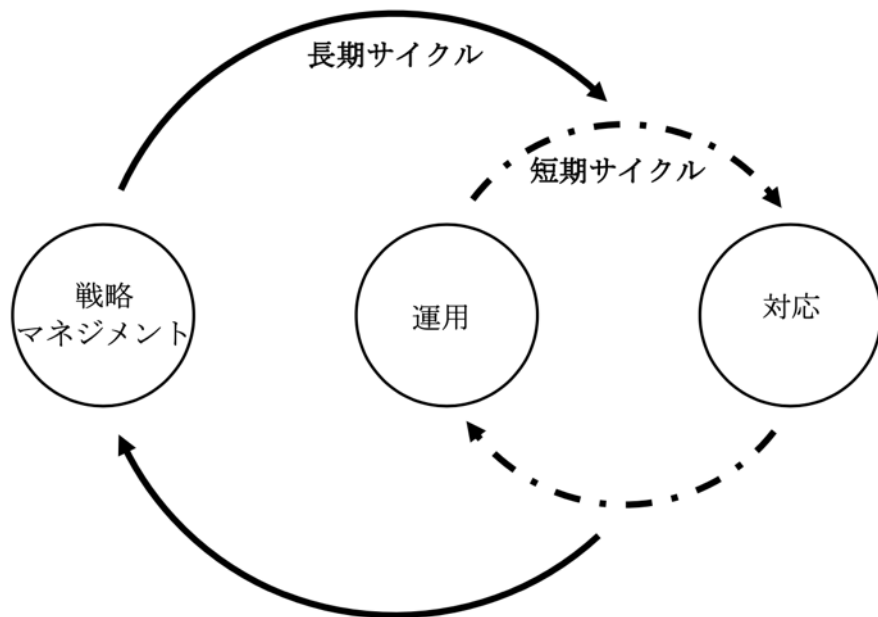 長期サイクル
短期サイクル
戦略
マネジメント
運用
対応